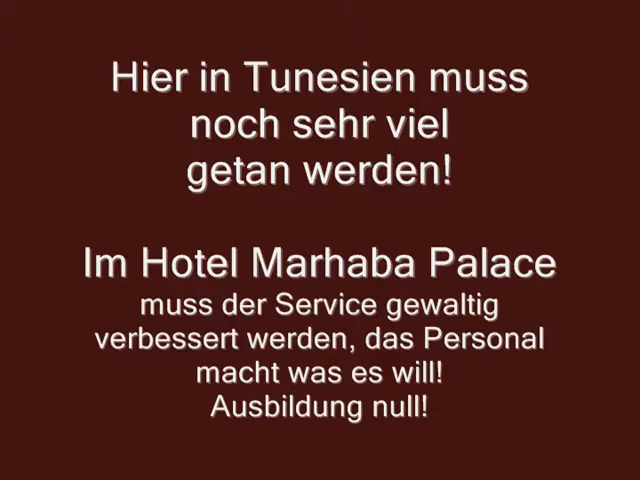 Hier in Tunesien muss
noch sehr viel
getan werden!
Im Hotel Marhaba Palace
muss der Service gewaltig
verbessert werden, das Personal
macht was es will!
Ausbildung null!